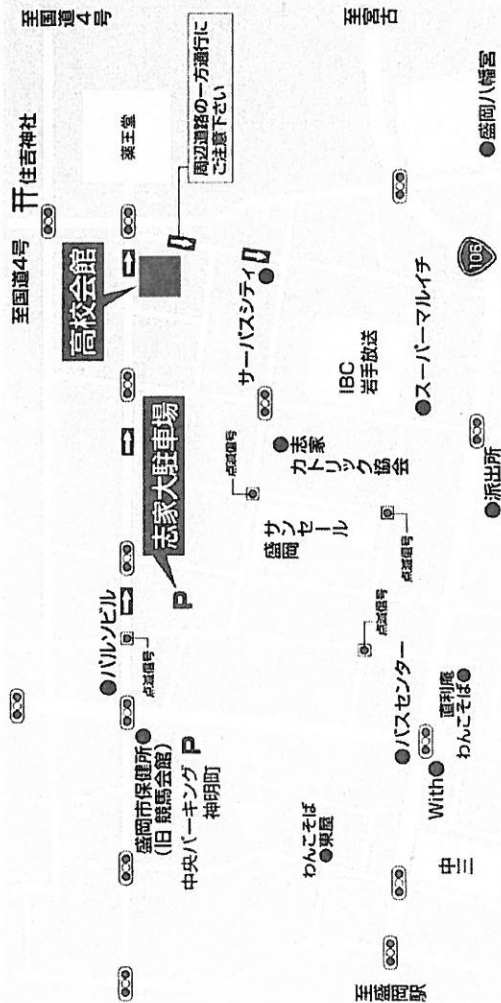 至国道4号
住吉神社
至国道4号
薬王堂
高校会館
周辺道路の一方通行に
ご注意下さい
志家大駐車場
P
バルソンビル
点滅信号
盛岡市保健所
(旧 競馬会館)
中央パーキング P
神明町
至宮古
盛岡八幡宮
サーパスシティ
106
IBC
岩手放送
スーパーマルイチ
志家
カトリック協会
点滅信号
盛岡
サンセール
点滅信号
派出所
点滅信号
バスセンター
直利庵
わんこそば
With
わんこそば
東屋
中三
至盛岡駅